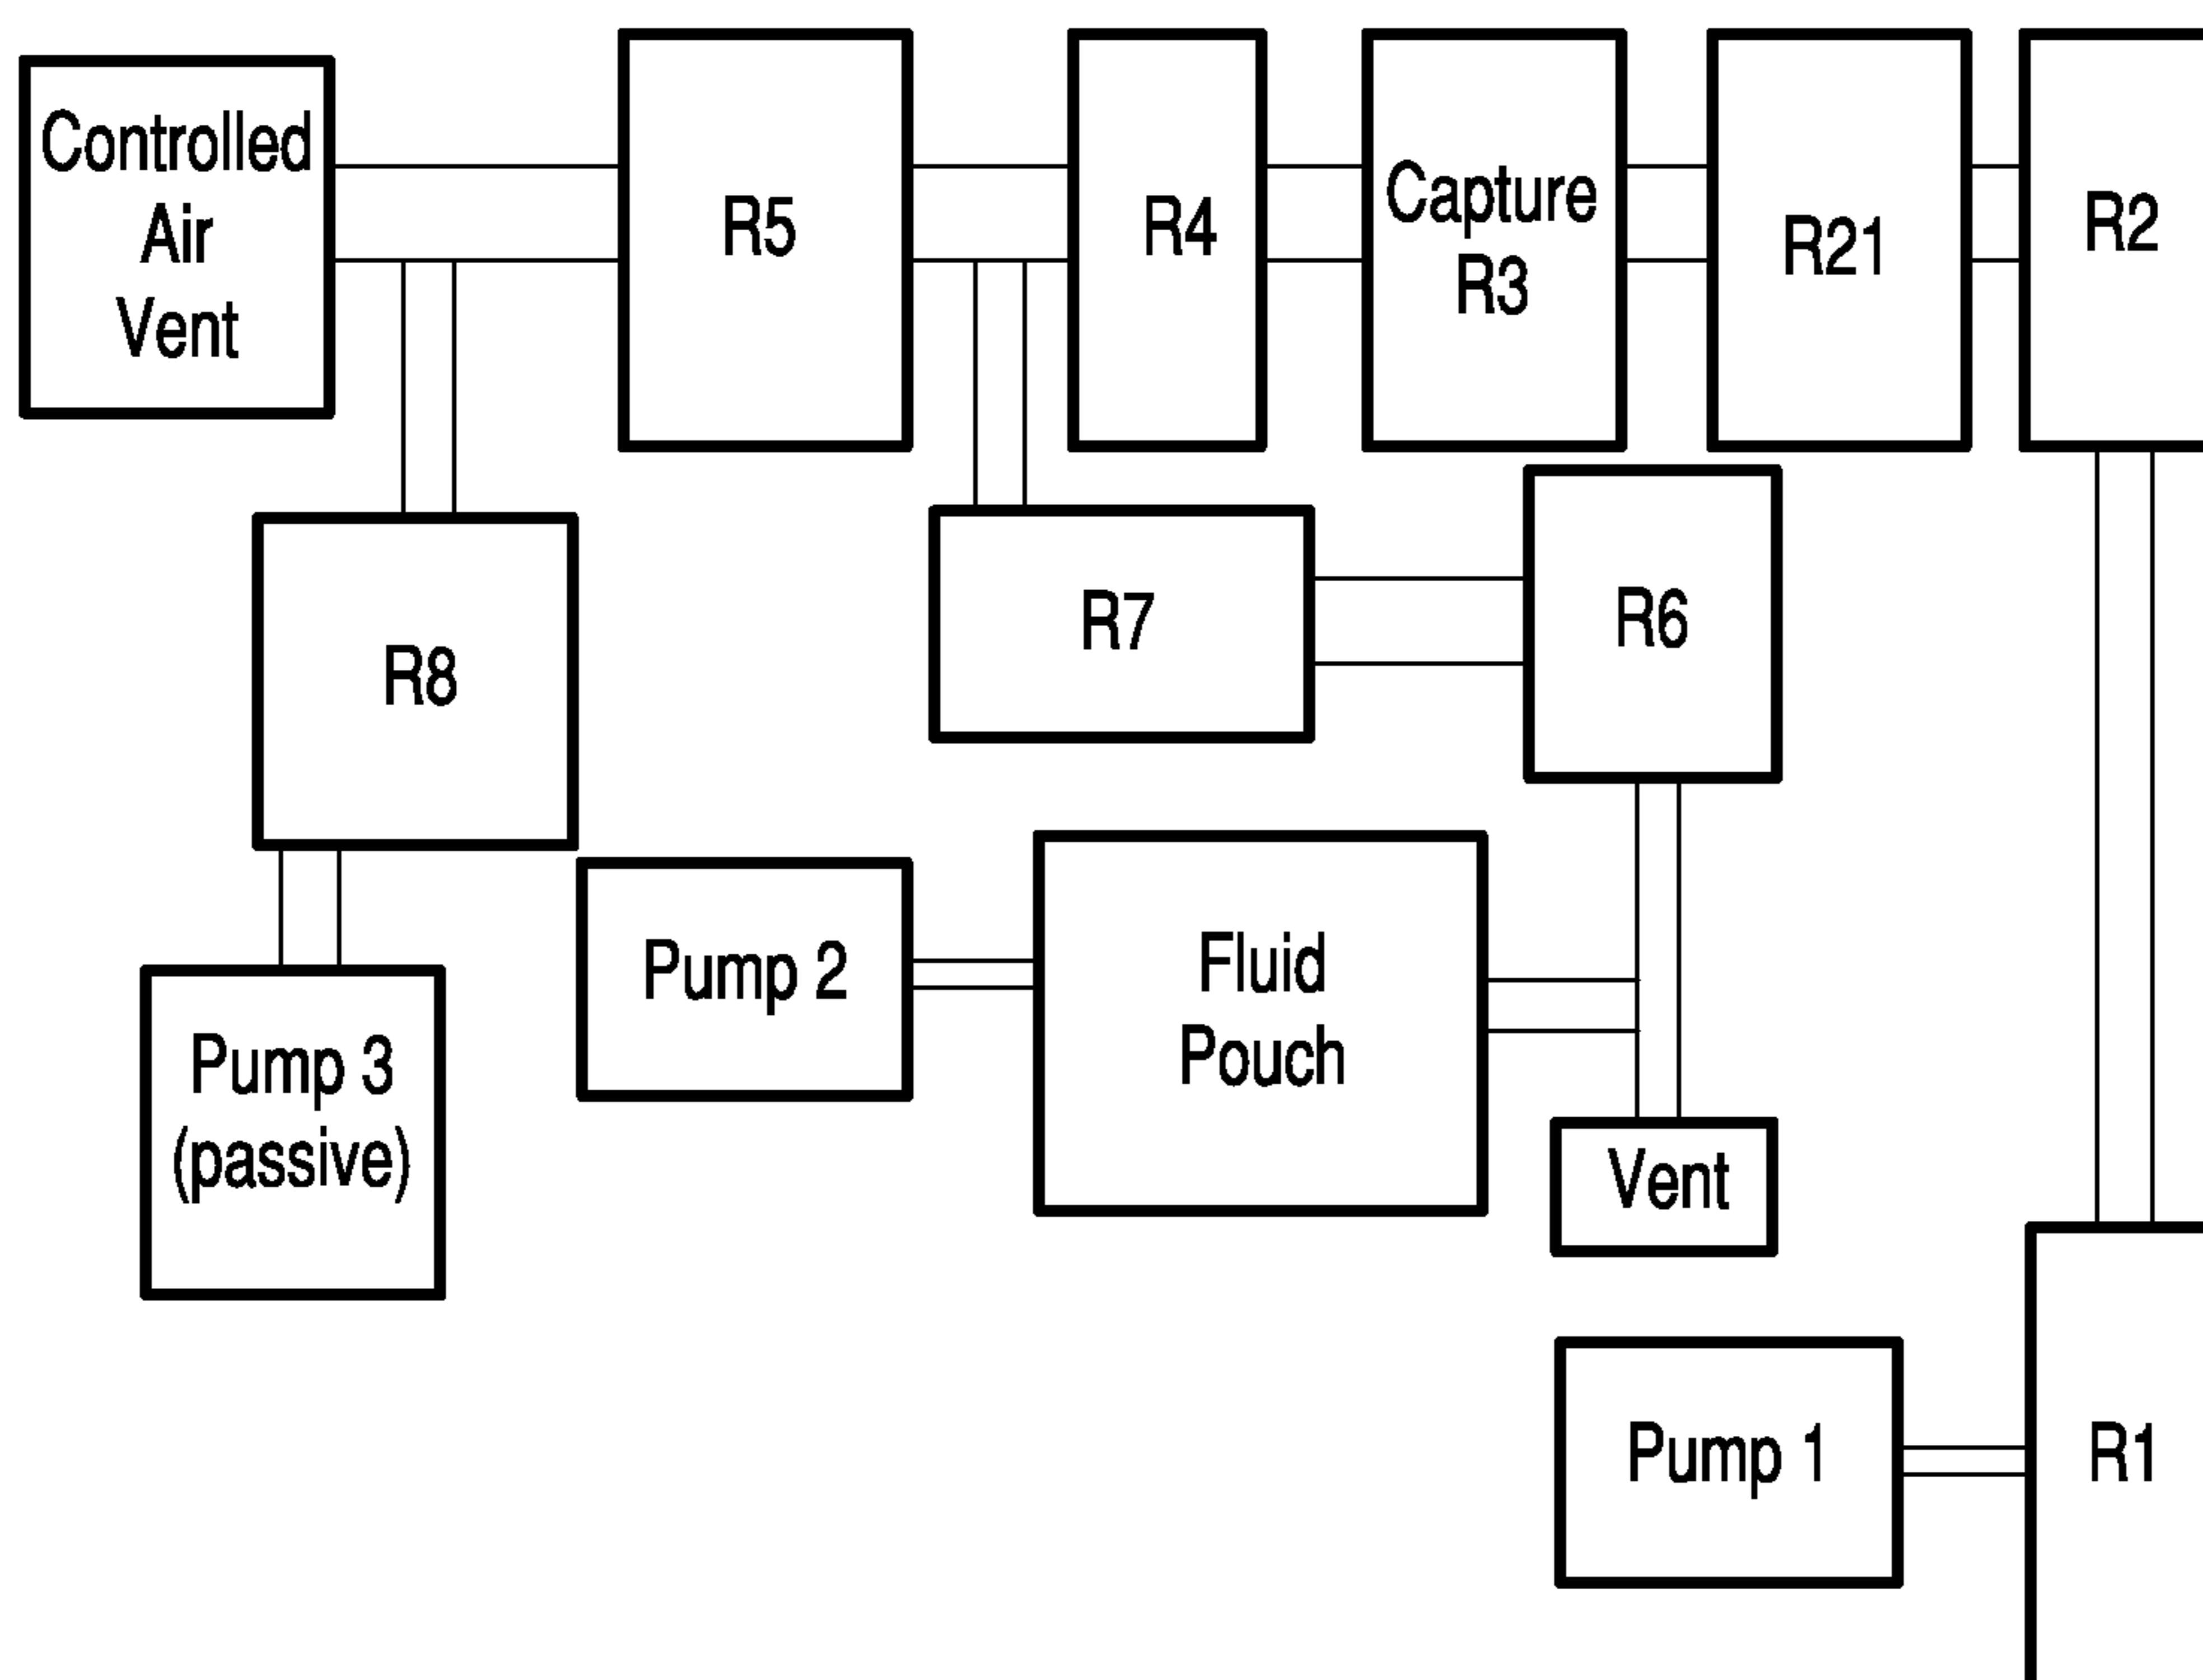 Controlled
Air
Vent
R5
R4
Capture
R3
R21
R2
R8
R7
R6
Pump 3
(passive)
Pump 2
Fluid
Pouch
Vent
Pump 1
R1